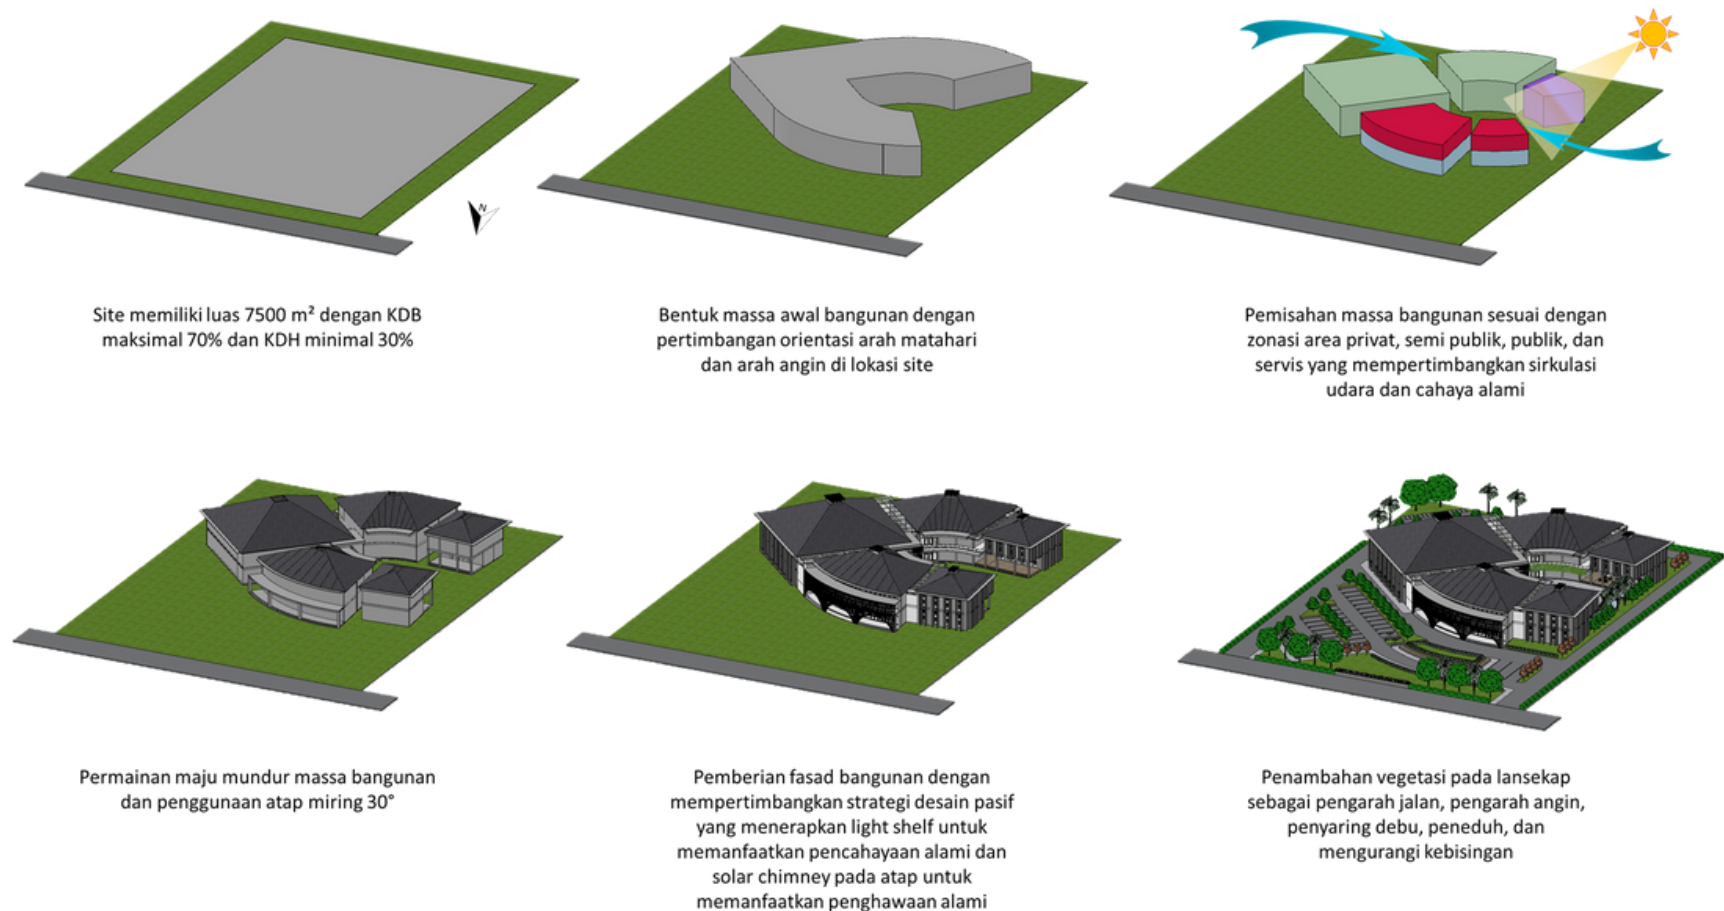 N
Site memiliki luas 7500 m² dengan KDB
maksimal 70% dan KDH minimal 30%
Bentuk massa awal bangunan dengan
pertimbangan orientasi arah matahari
dan arah angin di lokasi site
Pemisahan massa bangunan sesuai dengan
zonasi area privat, semi publik, publik, dan
servis yang mempertimbangkan sirkulasi
udara dan cahaya alami
Permainan maju mundur massa bangunan
dan penggunaan atap miring 30°
Pemberian fasad bangunan dengan
mempertimbangkan strategi desain pasif
yang menerapkan light shelf untuk
memanfaatkan pencahayaan alami dan
solar chimney pada atap untuk
memanfaatkan penghawaan alami
Penambahan vegetasi pada lansekap
sebagai pengarah jalan, pengarah angin,
penyaring debu, peneduh, dan
mengurangi kebisingan